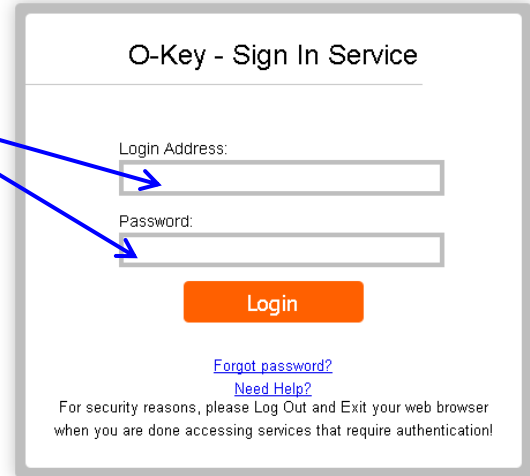 O-Key - Sign In Service
Login Address:
Password:
Login
Forgot password?
Need Help?
For security reasons, please Log Out and Exit your web browser
when you are done accessing services that require authentication!